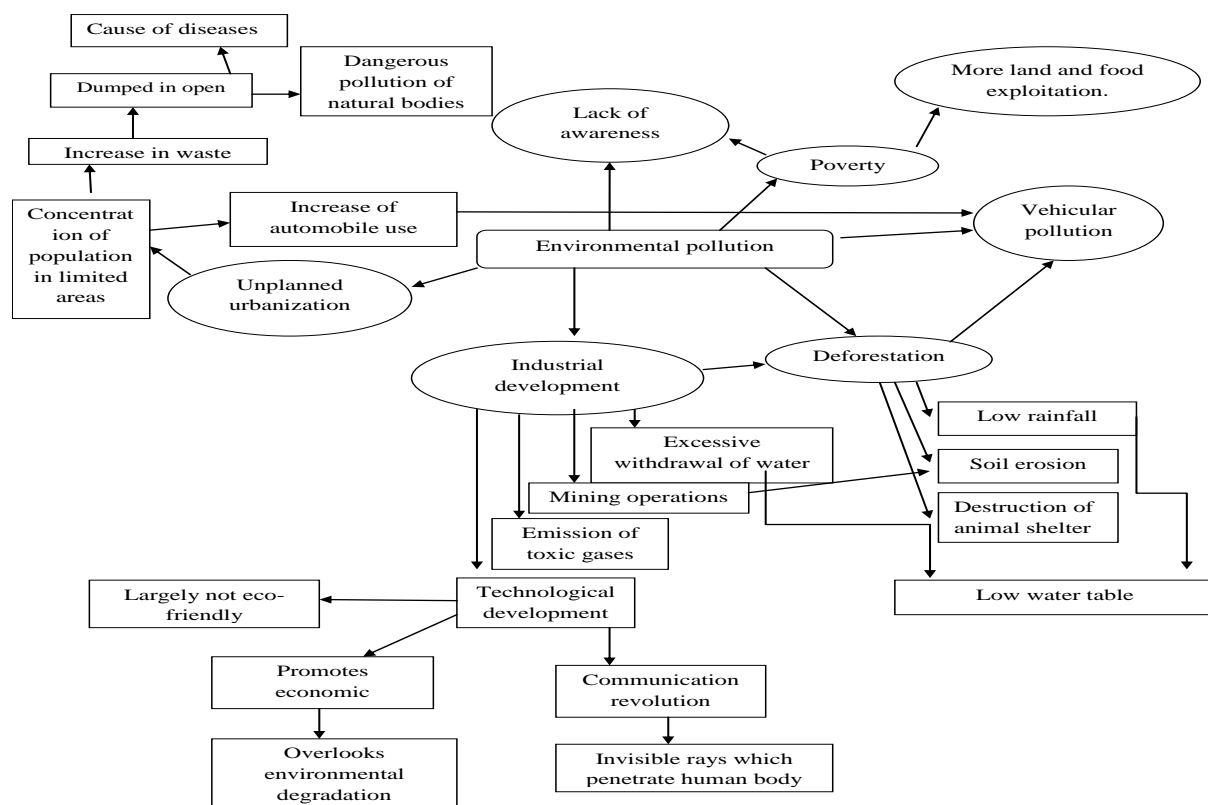 Cause of diseases
Dangerous
pollution of
natural bodies
More land and food
exploitation.
Dumped in open
Lack of
awareness
Increase in waste
Poverty
Concentrat
ion of
population
in limited
areas
Increase of
automobile use
Vehicular
pollution
Environmental pollution
Unplanned
urbanization
Industrial
development
Deforestation
Low rainfall
Excessive
withdrawal of water
Soil erosion
Mining operations
Destruction of
animal shelter
Emission of
toxic gases
Largely not eco-
friendly
Technological
development
Low water table
Promotes
economic
Communication
revolution
Overlooks
environmental
degradation
Invisible rays which
penetrate human body